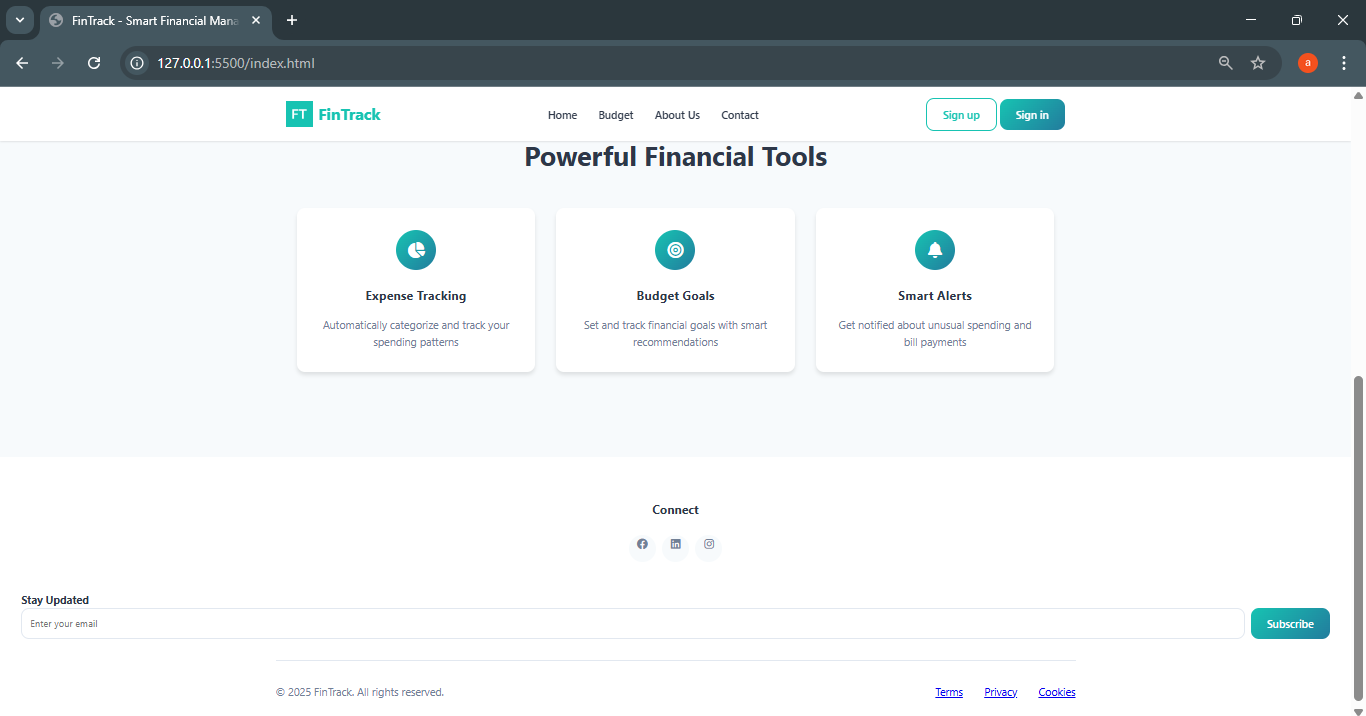 FinTrack - Smart Financial Mana
127.0.0.1:5500/index.html
a
FT FinTrack
Home Budget About Us Contact
Sign up Sign in
Powerful Financial Tools
Expense Tracking
Automatically categorize and track your
spending patterns
Budget Goals
Set and track financial goals with smart
recommendations
Smart Alerts
Get notified about unusual spending and
bill payments
Connect
Stay Updated
Enter your email
Subscribe
© 2025 FinTrack. All rights reserved.
Terms Privacy Cookies